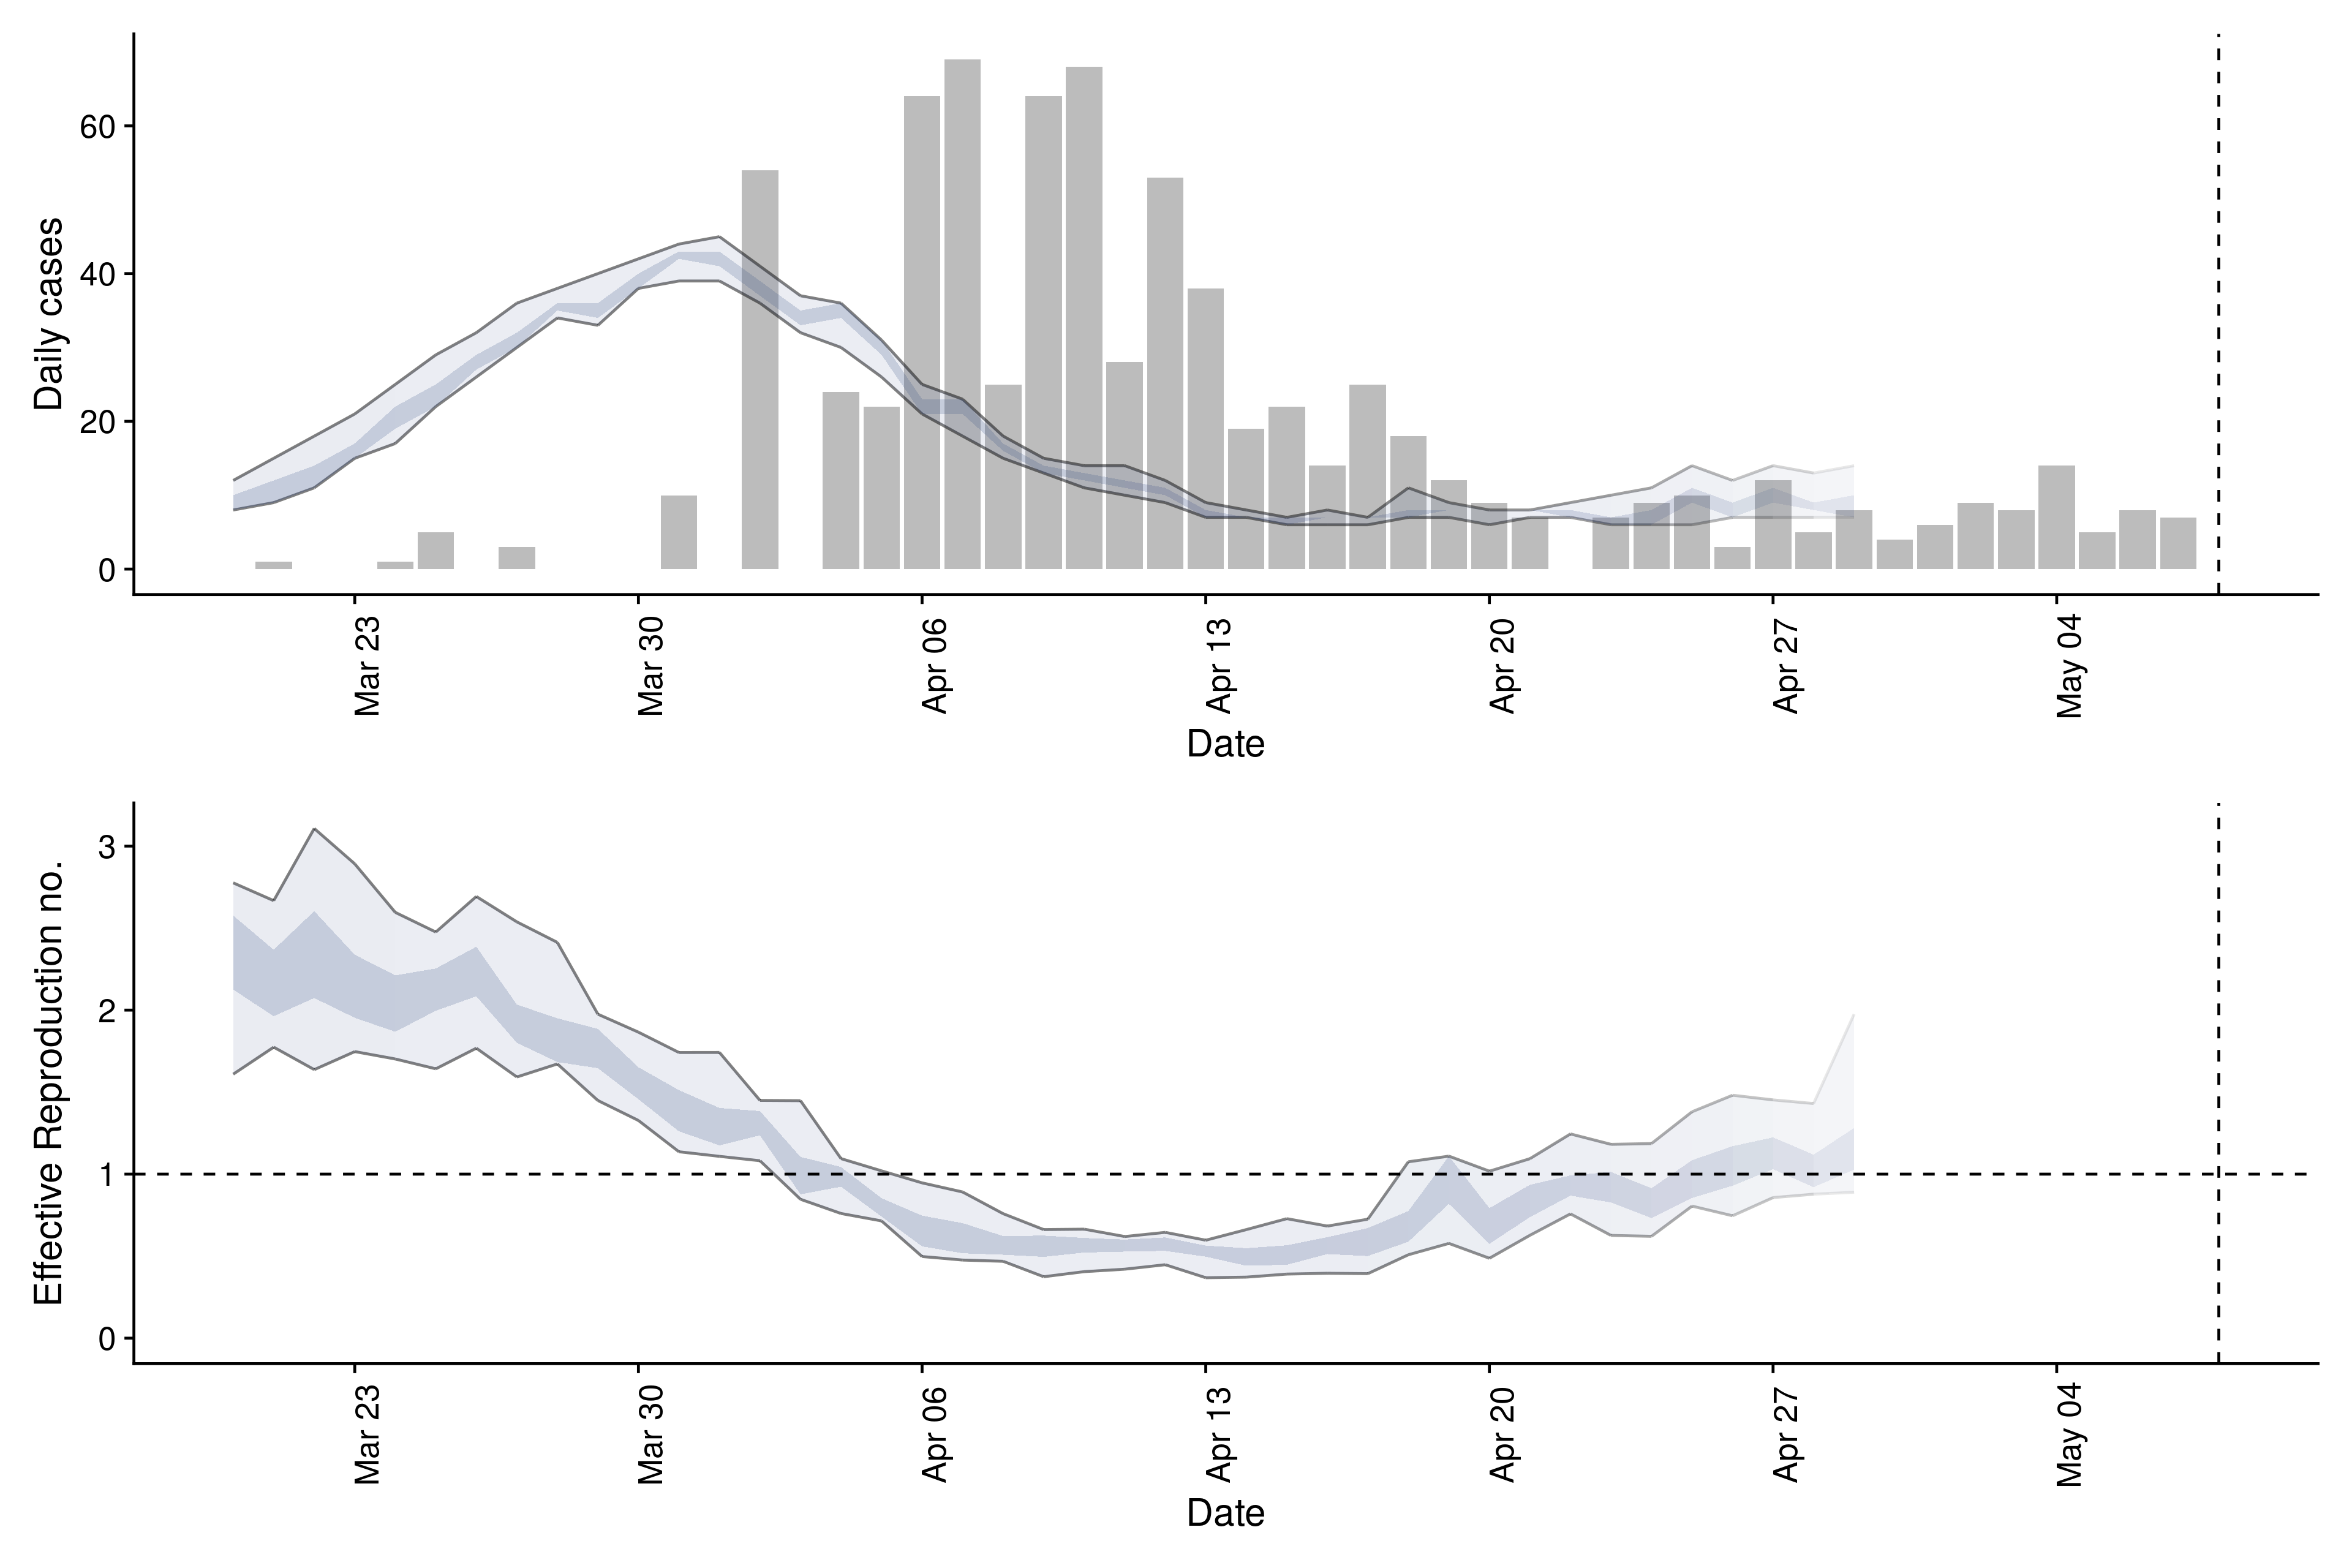 Daily cases
60
40
20
0
Mar 23
Mar 30
Apr 06
Apr 13
Apr 20
Apr 27
May 04
Date
Effective Reproduction no.
3
2
1
0
Mar 23
Mar 30
Apr 06
Apr 13
Apr 20
Apr 27
May 04
Date